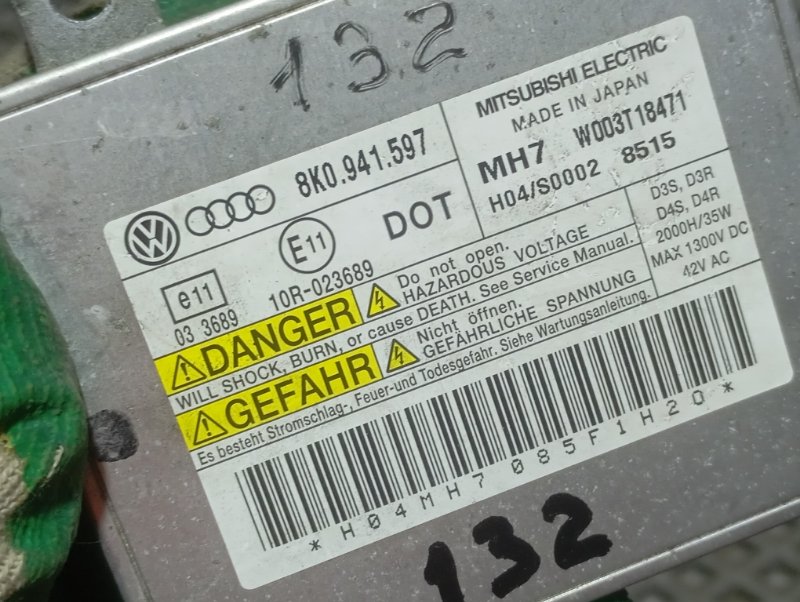 132
8K0.941.597
MITSUBISHI ELECTRIC
MADE IN JAPAN
MH7 W003T18471
H04/S0002 8515
E11
DOT
e11
10R-023689
03 3689
D3S, D3R
D4S, D4R
2000H/35W
MAX 1300V DC
42V AC
DANGER
Do not open.
HAZARDOUS VOLTAGE
WILL SHOCK, BURN, or cause DEATH. See Service Manual.
GEFAHR
Nicht öffnen.
GEFÄHRLICHE SPANNUNG
Es besteht Stromschlag-, Feuer-und Todesgefahr. Siehe Wartungsanleitung.
*H04MH7085F1H20*
132